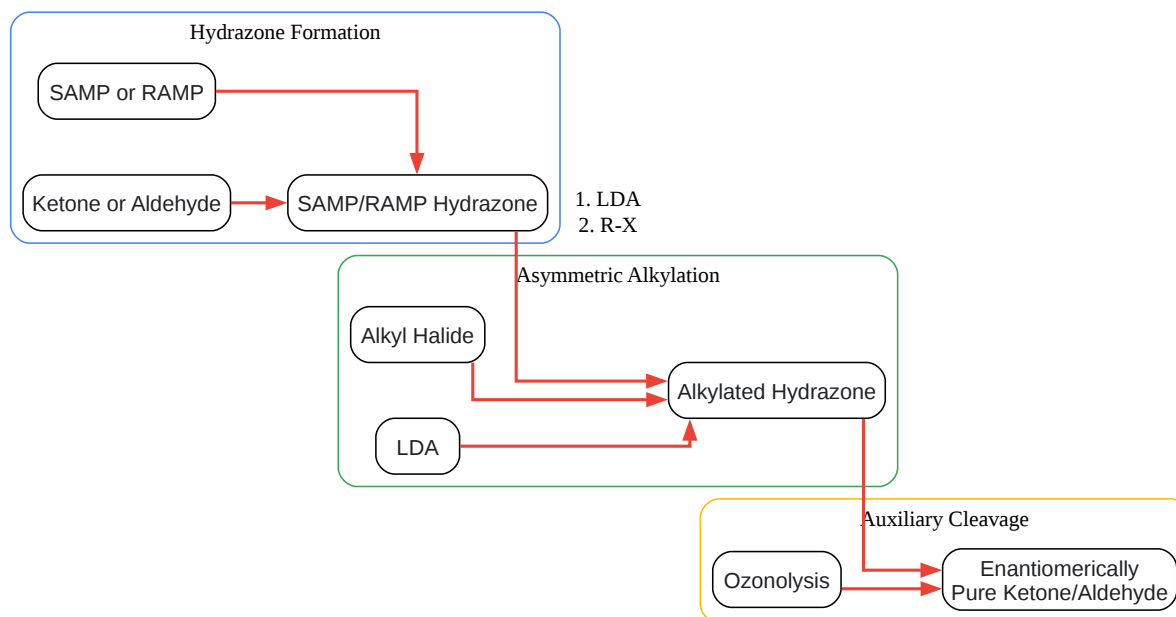 Hydrazone Formation
SAMP or RAMP
Ketone or Aldehyde
SAMP/RAMP Hydrazone
1. LDA
2. R-X
Asymmetric Alkylation
Alkyl Halide
Alkylated Hydrazone
LDA
Auxiliary Cleavage
Ozonolysis
Enantiomerically
Pure Ketone/Aldehyde